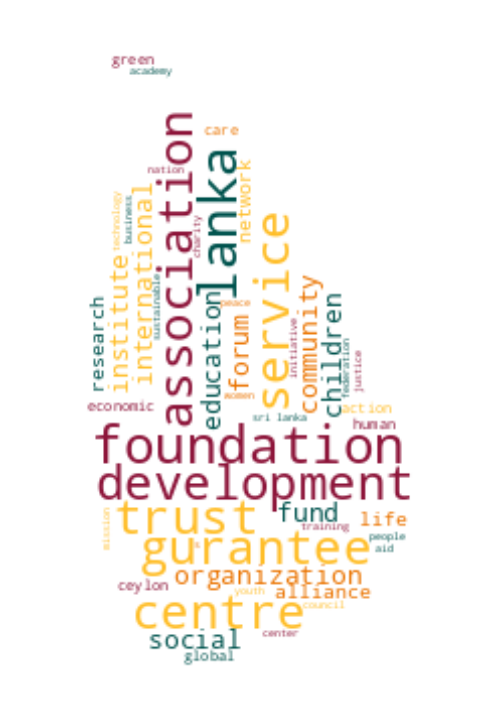 green
academy
care
association
lanka
nation
network
technology
business
international
charity
service
institute
sustainable
education
peace
forum
community
children
research
initiative
women
federation
justice
economic
sri lanka
action
human
foundation
development
trust
fund
mission
training
life
people
gurantee
aid
organization
ceylon
youth
alliance
centre
council
social
center
global